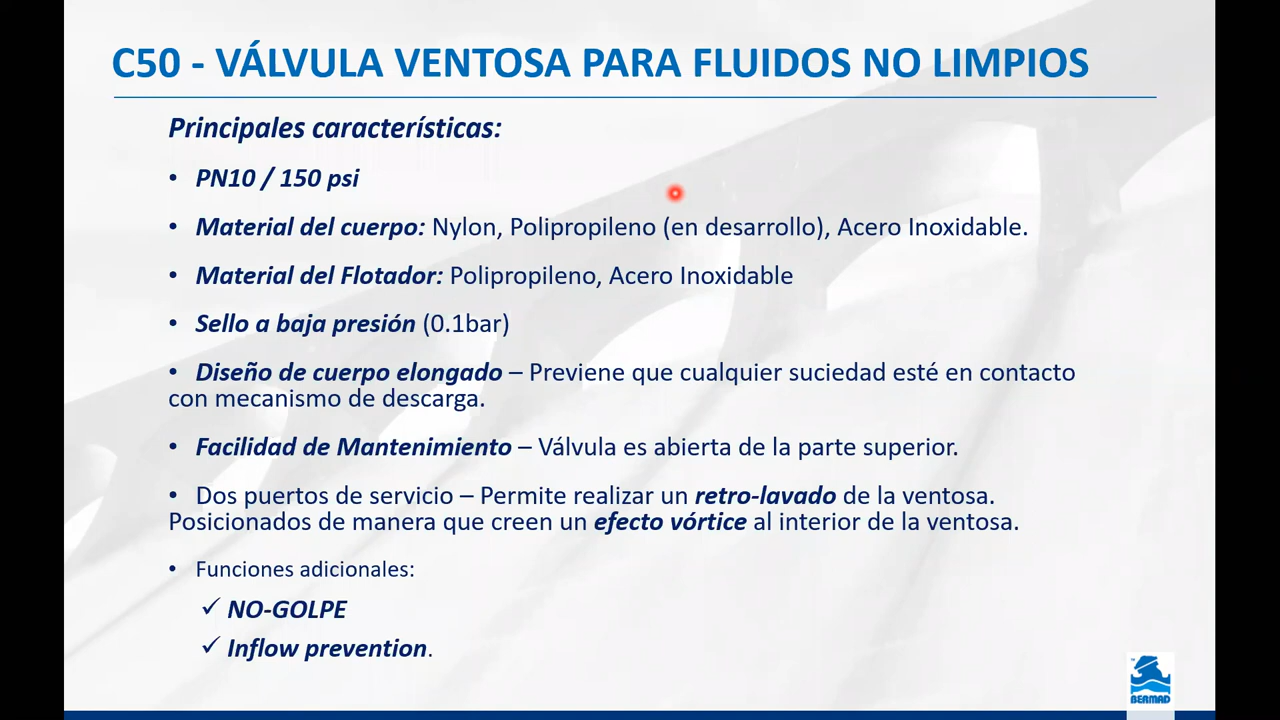 C50 - VÁLVULA VENTOSA PARA FLUIDOS NO LIMPIOS
Principales características:
• PN10 / 150 psi
• Material del cuerpo: Nylon, Polipropileno (en desarrollo), Acero Inoxidable.
• Material del Flotador: Polipropileno, Acero Inoxidable
• Sello a baja presión (0.1bar)
• Diseño de cuerpo elongado – Previene que cualquier suciedad esté en contacto
con mecanismo de descarga.
• Facilidad de Mantenimiento – Válvula es abierta de la parte superior.
• Dos puertos de servicio – Permite realizar un retro-lavado de la ventosa.
Posicionados de manera que creen un efecto vórtice al interior de la ventosa.
• Funciones adicionales:
✓ NO-GOLPE
✓ Inflow prevention.
BERMAD